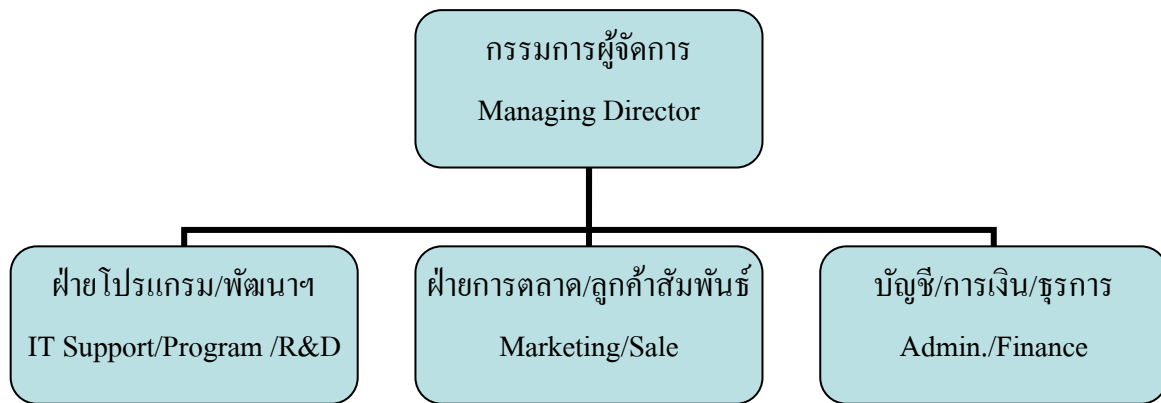 กรรมการผู้จัดการ
Managing Director
ฝ่ายโปรแกรม/พัฒนาฯ
IT Support/Program /R&D
ฝ่ายการตลาด/ลูกค้าสัมพันธ์
Marketing/Sale
บัญชี/การเงิน/ธุรการ
Admin./Finance